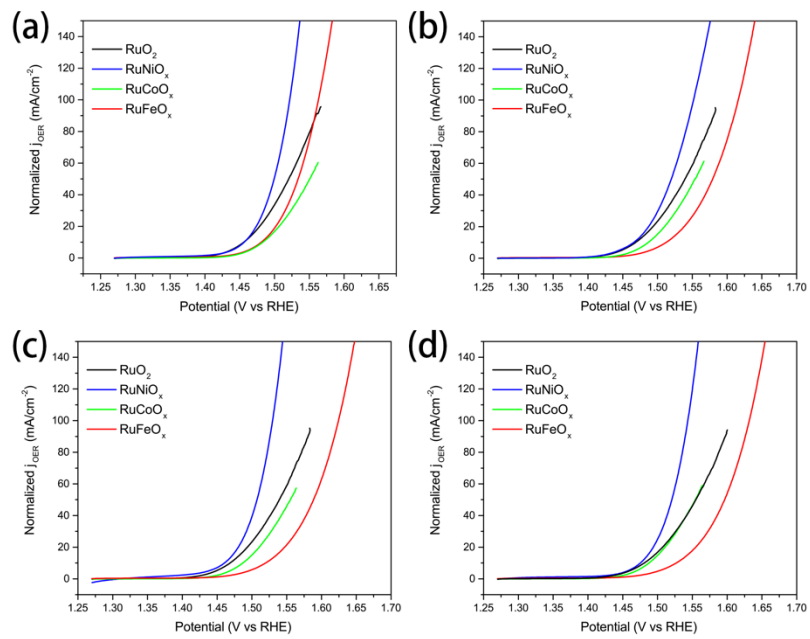 (a)
RuO₂
RuNiOₓ
RuCoOₓ
RuFeOₓ
Normalized j_OER (mA/cm⁻²)
140
120
100
80
60
40
20
0
1.25 1.30 1.35 1.40 1.45 1.50 1.55 1.60 1.65
Potential (V vs RHE)
(b)
RuO₂
RuNiOₓ
RuCoOₓ
RuFeOₓ
Normalized j_OER (mA/cm⁻²)
140
120
100
80
60
40
20
0
1.25 1.30 1.35 1.40 1.45 1.50 1.55 1.60 1.65 1.70
Potential (V vs RHE)
(c)
RuO₂
RuNiOₓ
RuCoOₓ
RuFeOₓ
Normalized j_OER (mA/cm⁻²)
140
120
100
80
60
40
20
0
1.25 1.30 1.35 1.40 1.45 1.50 1.55 1.60 1.65 1.70
Potential (V vs RHE)
(d)
RuO₂
RuNiOₓ
RuCoOₓ
RuFeOₓ
Normalized j_OER (mA/cm⁻²)
140
120
100
80
60
40
20
0
1.25 1.30 1.35 1.40 1.45 1.50 1.55 1.60 1.65 1.70
Potential (V vs RHE)